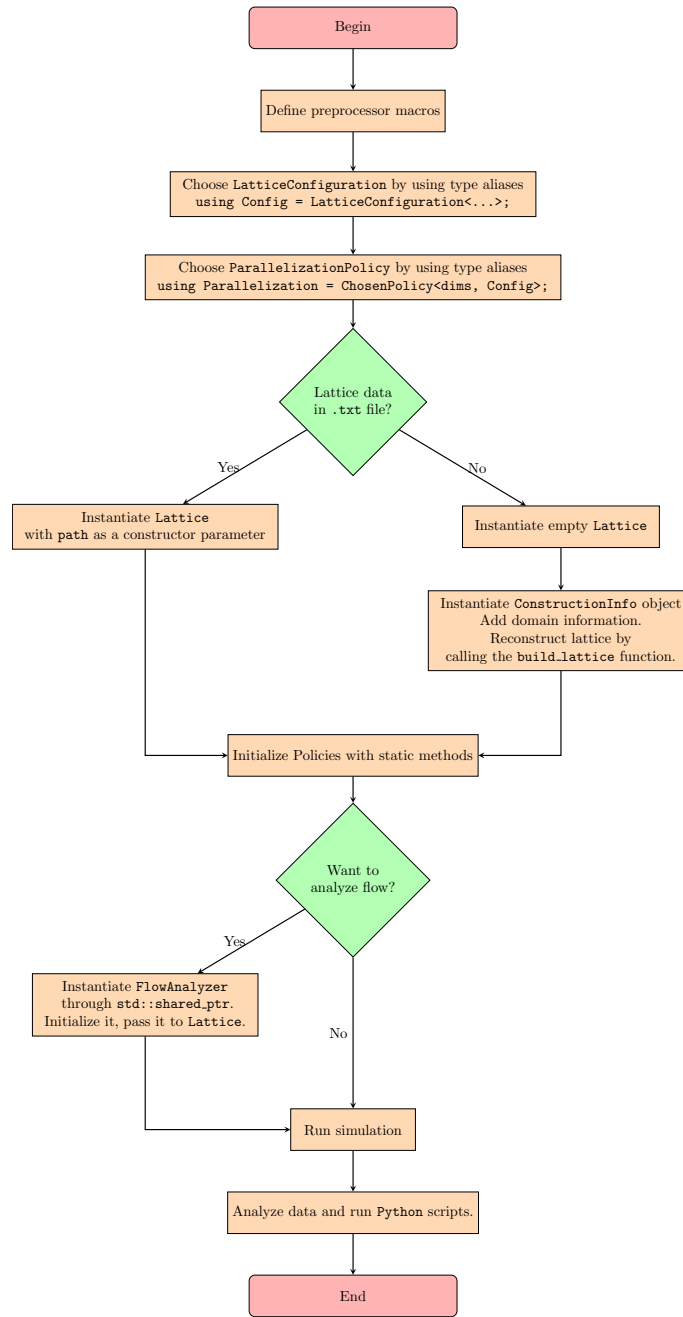 Begin
Define preprocessor macros
Choose LatticeConfiguration by using type aliases
using Config = LatticeConfiguration<...>;
Choose ParallelizationPolicy by using type aliases
using Parallelization = ChosenPolicy<dims, Config>;
Lattice data
in .txt file?
Yes
No
Instantiate Lattice
with path as a constructor parameter
Instantiate empty Lattice
Instantiate ConstructionInfo object
Add domain information.
Reconstruct lattice by
calling the build_lattice function.
Initialize Policies with static methods
Want to
analyze flow?
Yes
Instantiate FlowAnalyzer
through std::shared_ptr.
Initialize it, pass it to Lattice.
No
Run simulation
Analyze data and run Python scripts.
End